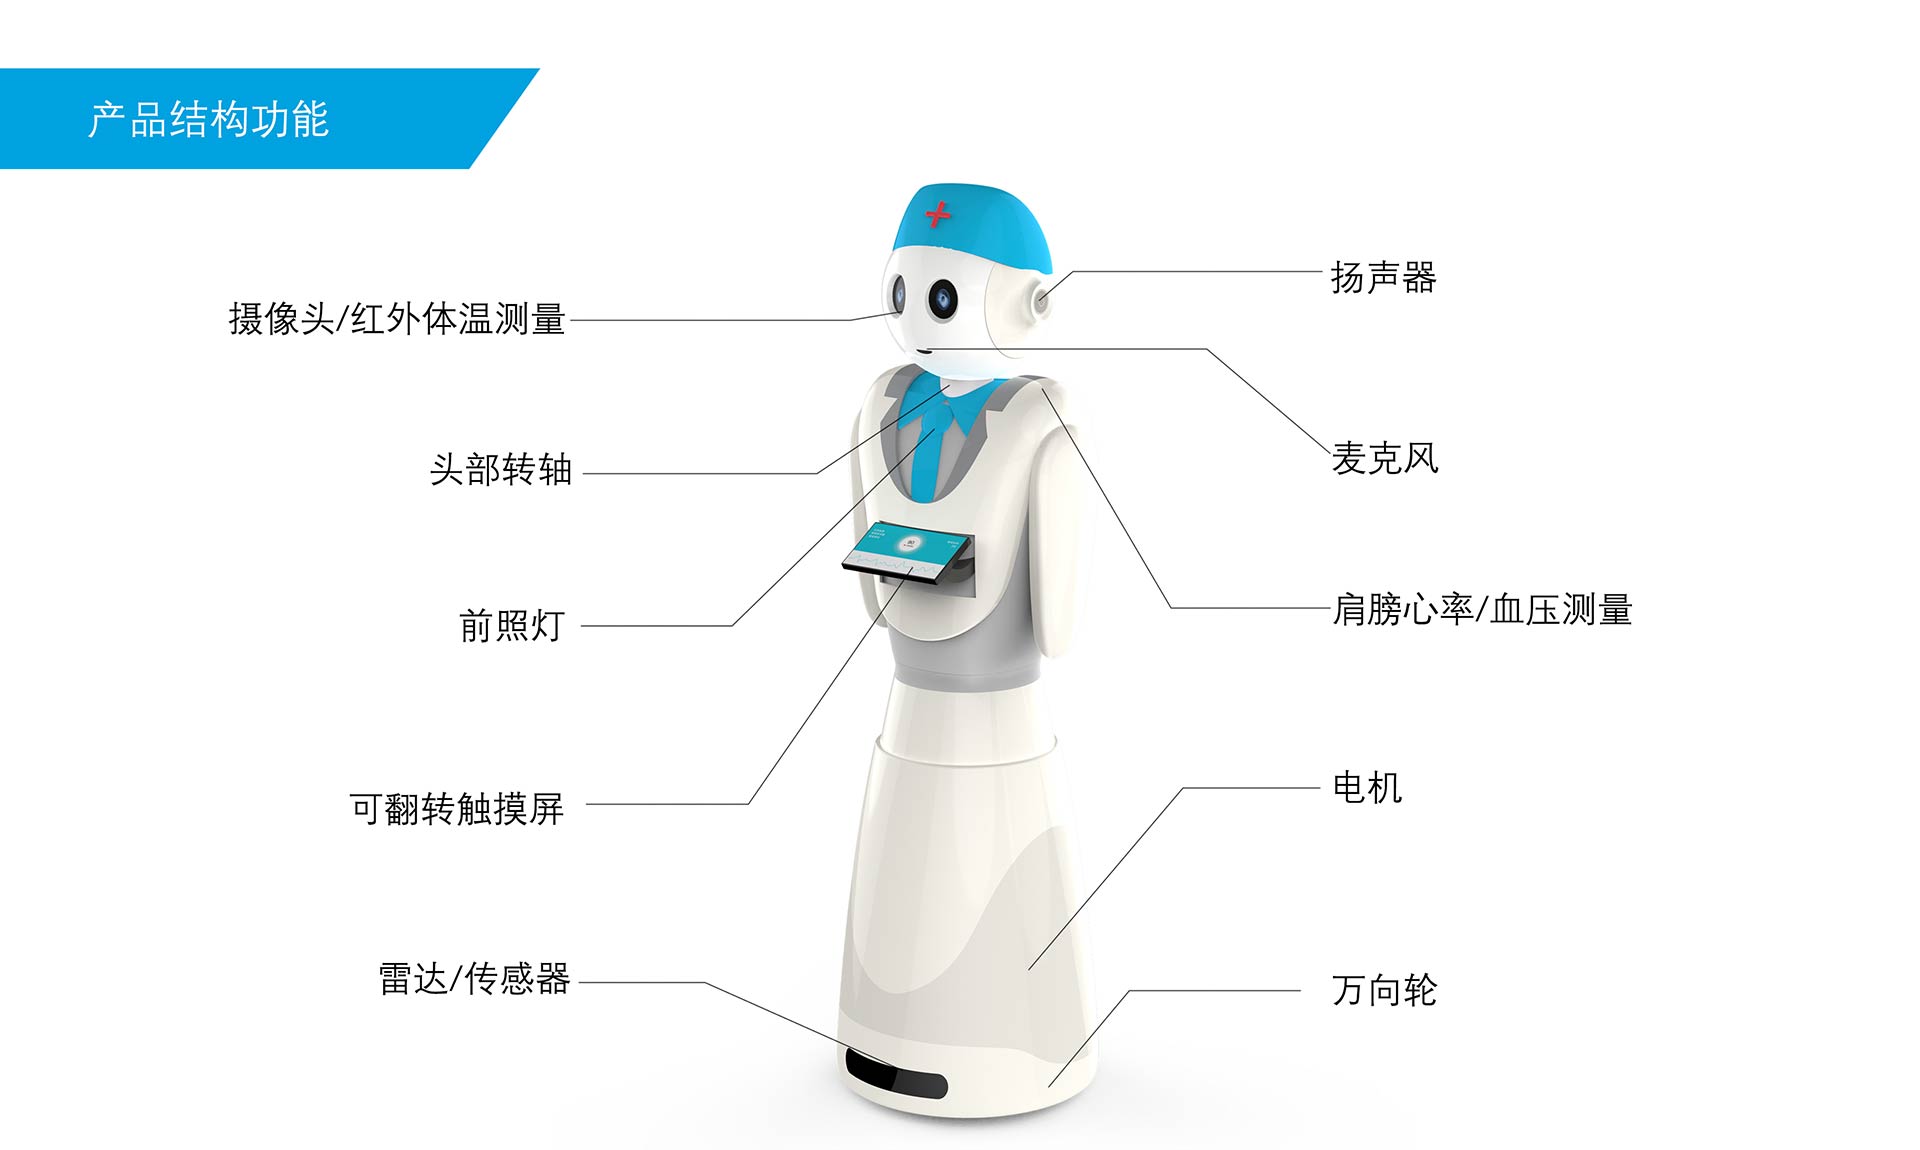 产品结构功能
扬声器
摄像头/红外体温测量
麦克风
头部转轴
肩膀心率/血压测量
前照灯
电机
可翻转触摸屏
雷达/传感器
万向轮